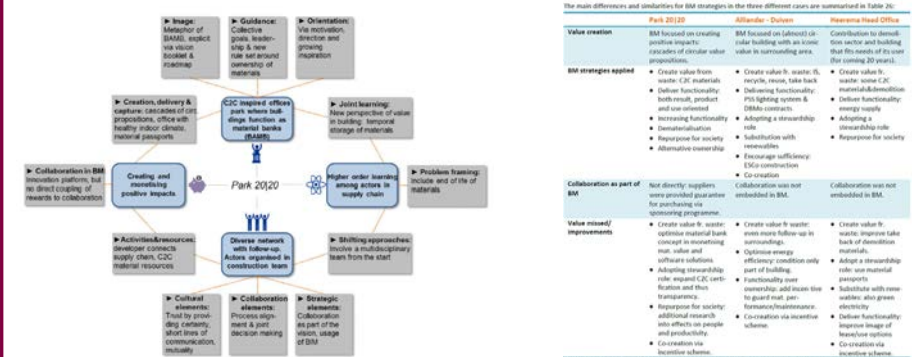 ► Image:
Metaphor of
BAMB, explicit
via vision
booklet &
roadmap
► Guidance:
Collective
goals, leader-
ship & new
rule set around
ownership of
materials
► Orientation:
Via motivation,
direction and
growing
inspiration
► Creation, delivery &
capture: cascades of circ.
propositions, office with
healthy indoor climate,
material passports
C2C inspired offices
park where buil-
dings function as
material banks
(BAMB)
► Joint learning:
New perspective of value
in building: temporal
storage of materials
► Collaboration in BM:
Innovation platform, but
no direct coupling of
rewards to collaboration
Creating and
monetising
positive impacts.
Park 20|20
Higher order learning
among actors in
supply chain
► Problem framing:
Include end of life of
materials
► Activities&resources:
developer connects
supply chain, C2C
material resources
Diverse network
with follow-up.
Actors organised in
construction team
► Shifting approaches:
Involve a multidisciplinary
team from the start
► Cultural
elements:
Trust by provi-
ding certainty,
short lines of
communication,
mutuality
► Collaboration
elements:
Process align-
ment & joint
decision making
► Strategic
elements:
Collaboration
as part of the
vision, usage
of BIM
The main differences and similarities for BM strategies in the three different cases are summarised in Table 26:
Park 20|20
Alliander - Duiven
Heerema Head Office
Value creation
BM focused on creating
positive impacts:
cascades of circular value
propositions.
BM focused on (almost) cir-
cular building with an iconic
value in surrounding area.
Contribution to demoli-
tion sector and building
that fits needs of its user
(for coming 20 years).
BM strategies applied
• Create value from
waste: C2C materials
• Deliver functionality:
both result, product
and use oriented
• Increasing functionality
• Dematerialisation
• Repurpose for society
• Alternative ownership
• Create value fr. waste: IS,
recycle, reuse, take back
• Delivering functionality:
PSS lighting system &
DBMo contracts
• Adopting a stewardship
role
• Substitution with
renewables
• Encourage sufficiency:
ESCo construction
• Co-creation
• Create value fr.
waste: some C2C
materials&demolition
• Deliver functionality:
energy supply
• Adopting a
stewardship role
• Repurpose for society
Collaboration as part of
BM
Not directly: suppliers
were provided guarantee
for purchasing via
sponsoring programme.
Collaboration was not
embedded in BM.
Collaboration was not
embedded in BM.
Value missed/
improvements
• Create value fr. waste:
optimise material bank
concept in monetising
mat. value and
software solutions
• Adopting stewardship
role: expand C2C certi-
fication and thus
transparency.
• Repurpose for society:
additional research
into effects on people
and productivity.
• Co-creation via
incentive scheme.
• Create value fr. waste:
even more follow-up in
surroundings.
• Optimise energy
efficiency: condition only
part of building.
• Functionality over
ownership: add incentive
to guard mat. per-
formance/maintenance.
• Co-creation via incentive
scheme.
• Create value fr.
waste: improve take
back of demolition
materials.
• Adopt a stewardship
role: use material
passports
• Substitute with rene-
wables: also green
electricity
• Deliver functionality:
improve image of
lease/use options
• Co-creation via
incentive scheme.